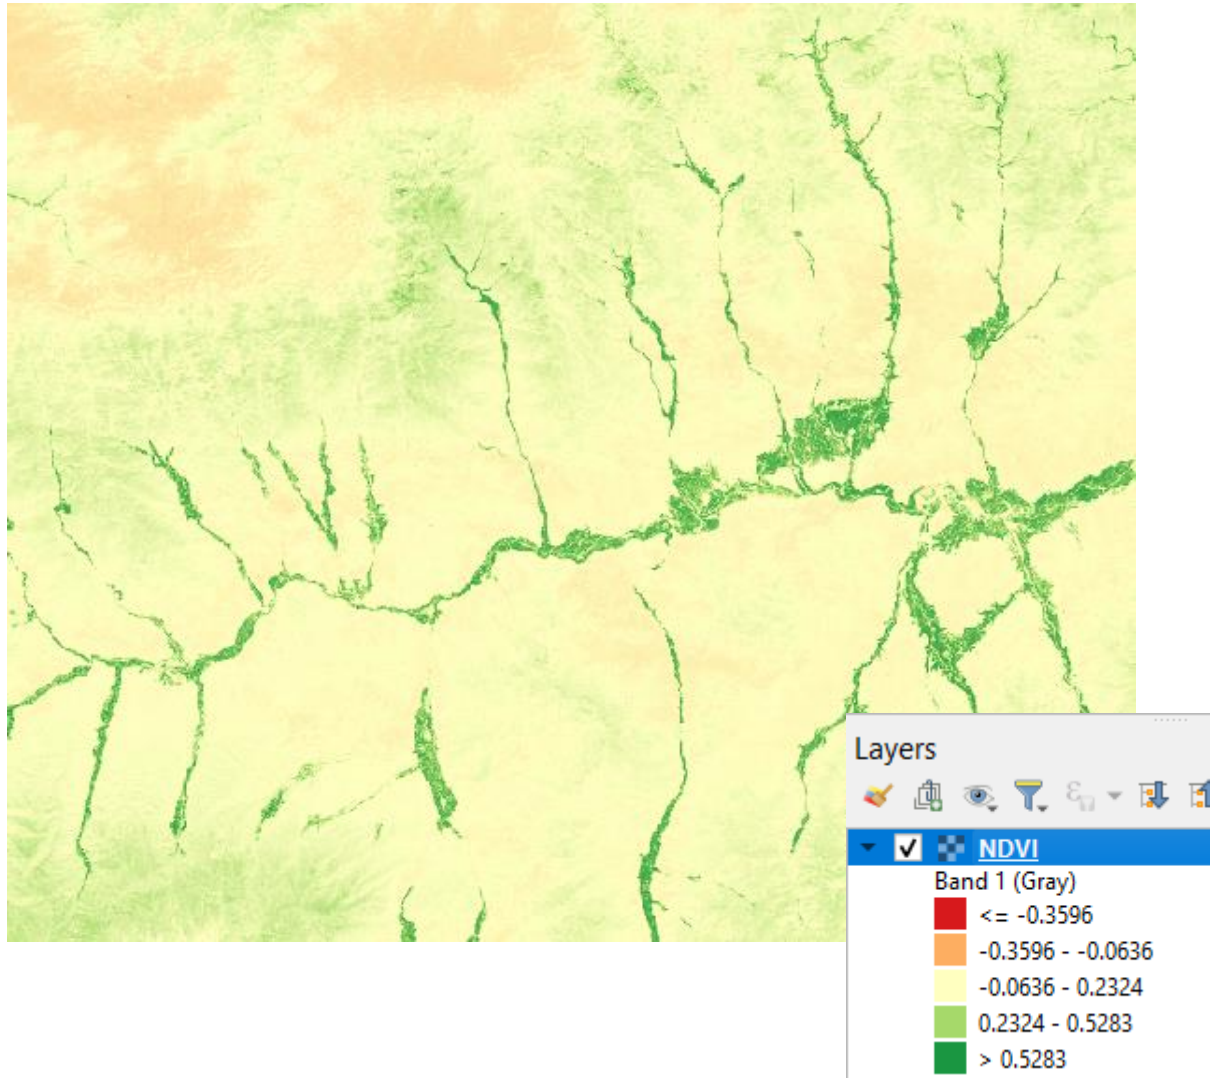 Layers
NDVI
Band 1 (Gray)
<= -0.3596
-0.3596 - -0.0636
-0.0636 - 0.2324
0.2324 - 0.5283
> 0.5283